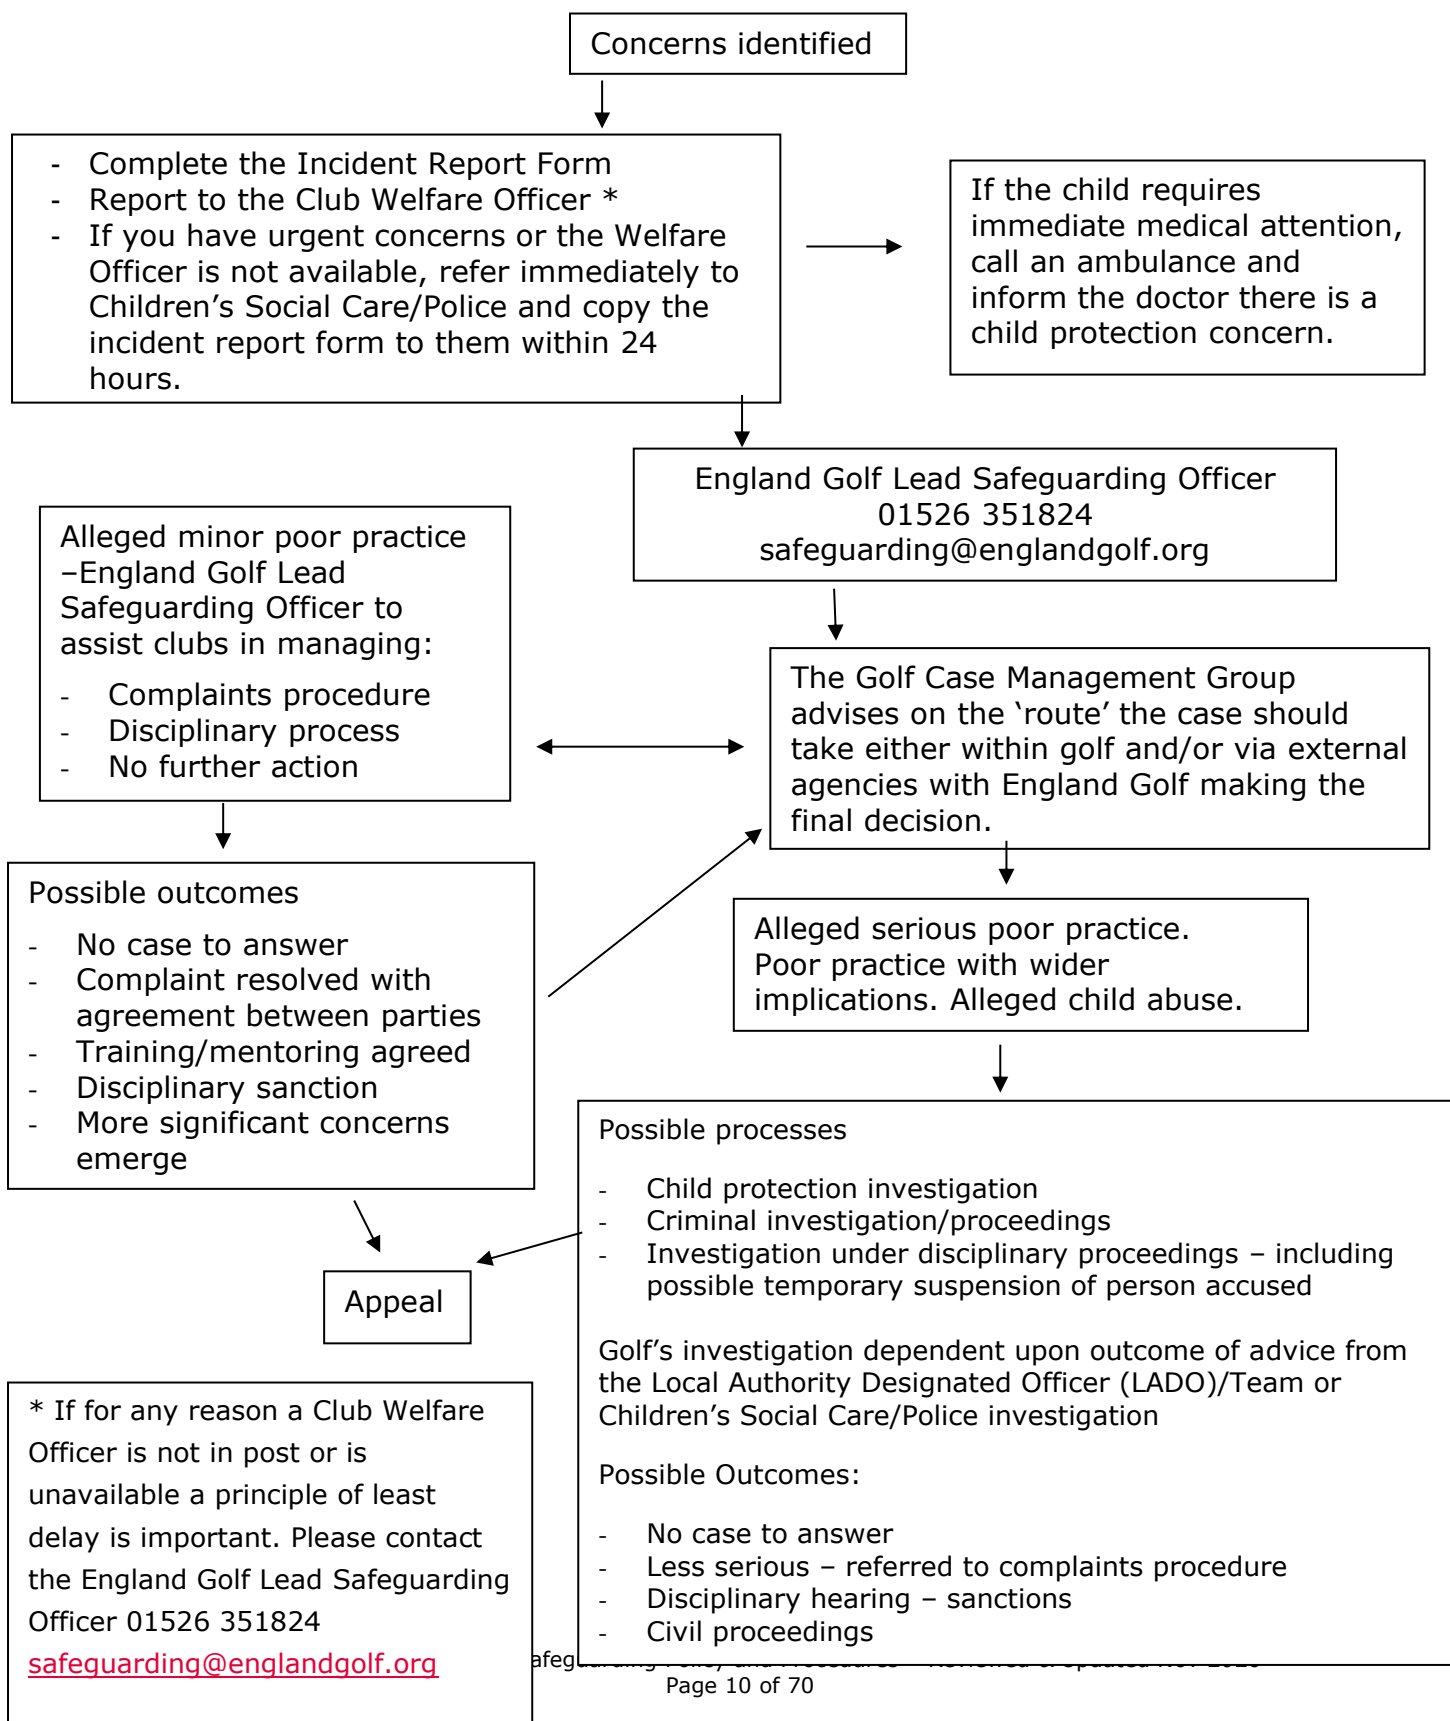 Concerns identified
- Complete the Incident Report Form
- Report to the Club Welfare Officer *
- If you have urgent concerns or the Welfare
Officer is not available, refer immediately to
Children’s Social Care/Police and copy the
incident report form to them within 24
hours.
If the child requires
immediate medical attention,
call an ambulance and
inform the doctor there is a
child protection concern.
England Golf Lead Safeguarding Officer
01526 351824
safeguarding@englandgolf.org
Alleged minor poor practice
–England Golf Lead
Safeguarding Officer to
assist clubs in managing:
- Complaints procedure
- Disciplinary process
- No further action
The Golf Case Management Group
advises on the ‘route’ the case should
take either within golf and/or via external
agencies with England Golf making the
final decision.
Possible outcomes
- No case to answer
- Complaint resolved with
agreement between parties
- Training/mentoring agreed
- Disciplinary sanction
- More significant concerns
emerge
Alleged serious poor practice.
Poor practice with wider
implications. Alleged child abuse.
Possible processes
- Child protection investigation
- Criminal investigation/proceedings
- Investigation under disciplinary proceedings – including
possible temporary suspension of person accused
Golf’s investigation dependent upon outcome of advice from
the Local Authority Designated Officer (LADO)/Team or
Children’s Social Care/Police investigation
Possible Outcomes:
- No case to answer
- Less serious – referred to complaints procedure
- Disciplinary hearing – sanctions
- Civil proceedings
Appeal
* If for any reason a Club Welfare
Officer is not in post or is
unavailable a principle of least
delay is important. Please contact
the England Golf Lead Safeguarding
Officer 01526 351824
safeguarding@englandgolf.org
Page 10 of 70